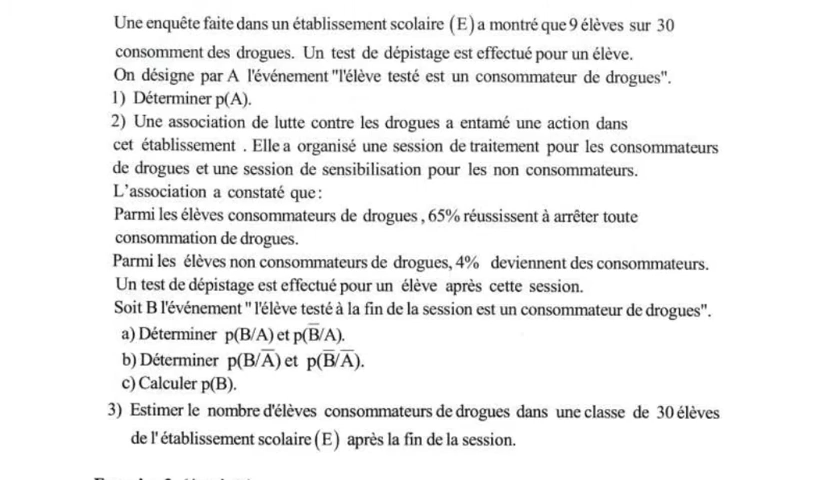 Une enquête faite dans un établissement scolaire (E) a montré que 9 élèves sur 30
consomment des drogues. Un test de dépistage est effectué pour un élève.
On désigne par A l'événement "l'élève testé est un consommateur de drogues".
1) Déterminer p(A).
2) Une association de lutte contre les drogues a entamé une action dans
cet établissement . Elle a organisé une session de traitement pour les consommateurs
de drogues et une session de sensibilisation pour les non consommateurs.
L'association a constaté que :
Parmi les élèves consommateurs de drogues , 65% réussissent à arrêter toute
consommation de drogues.
Parmi les élèves non consommateurs de drogues, 4% deviennent des consommateurs.
Un test de dépistage est effectué pour un élève après cette session.
Soit B l'événement " l'élève testé à la fin de la session est un consommateur de drogues".
a) Déterminer p(B/A) et p(B̅/A).
b) Déterminer p(B/A̅) et p(B̅/A̅).
c) Calculer p(B).
3) Estimer le nombre d'élèves consommateurs de drogues dans une classe de 30 élèves
de l'établissement scolaire (E) après la fin de la session.